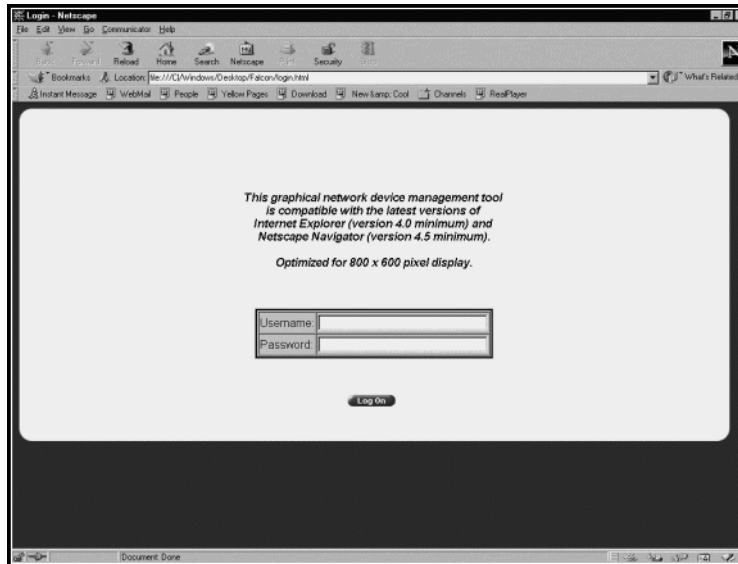 Login - Netscape
File Edit View Go Communicator Help
Back Forward Reload Home Search Netscape Print Security Stop
Bookmarks Location: file:///C|/Windows/Desktop/Falcon/login.html What's Related
Instant Message WebMail People Yellow Pages Download New &amp; Cool Channels RealPlayer
This graphical network device management tool
is compatible with the latest versions of
Internet Explorer (version 4.0 minimum) and
Netscape Navigator (version 4.5 minimum).
Optimized for 800 x 600 pixel display.
Username:
Password:
Log On
Document: Done